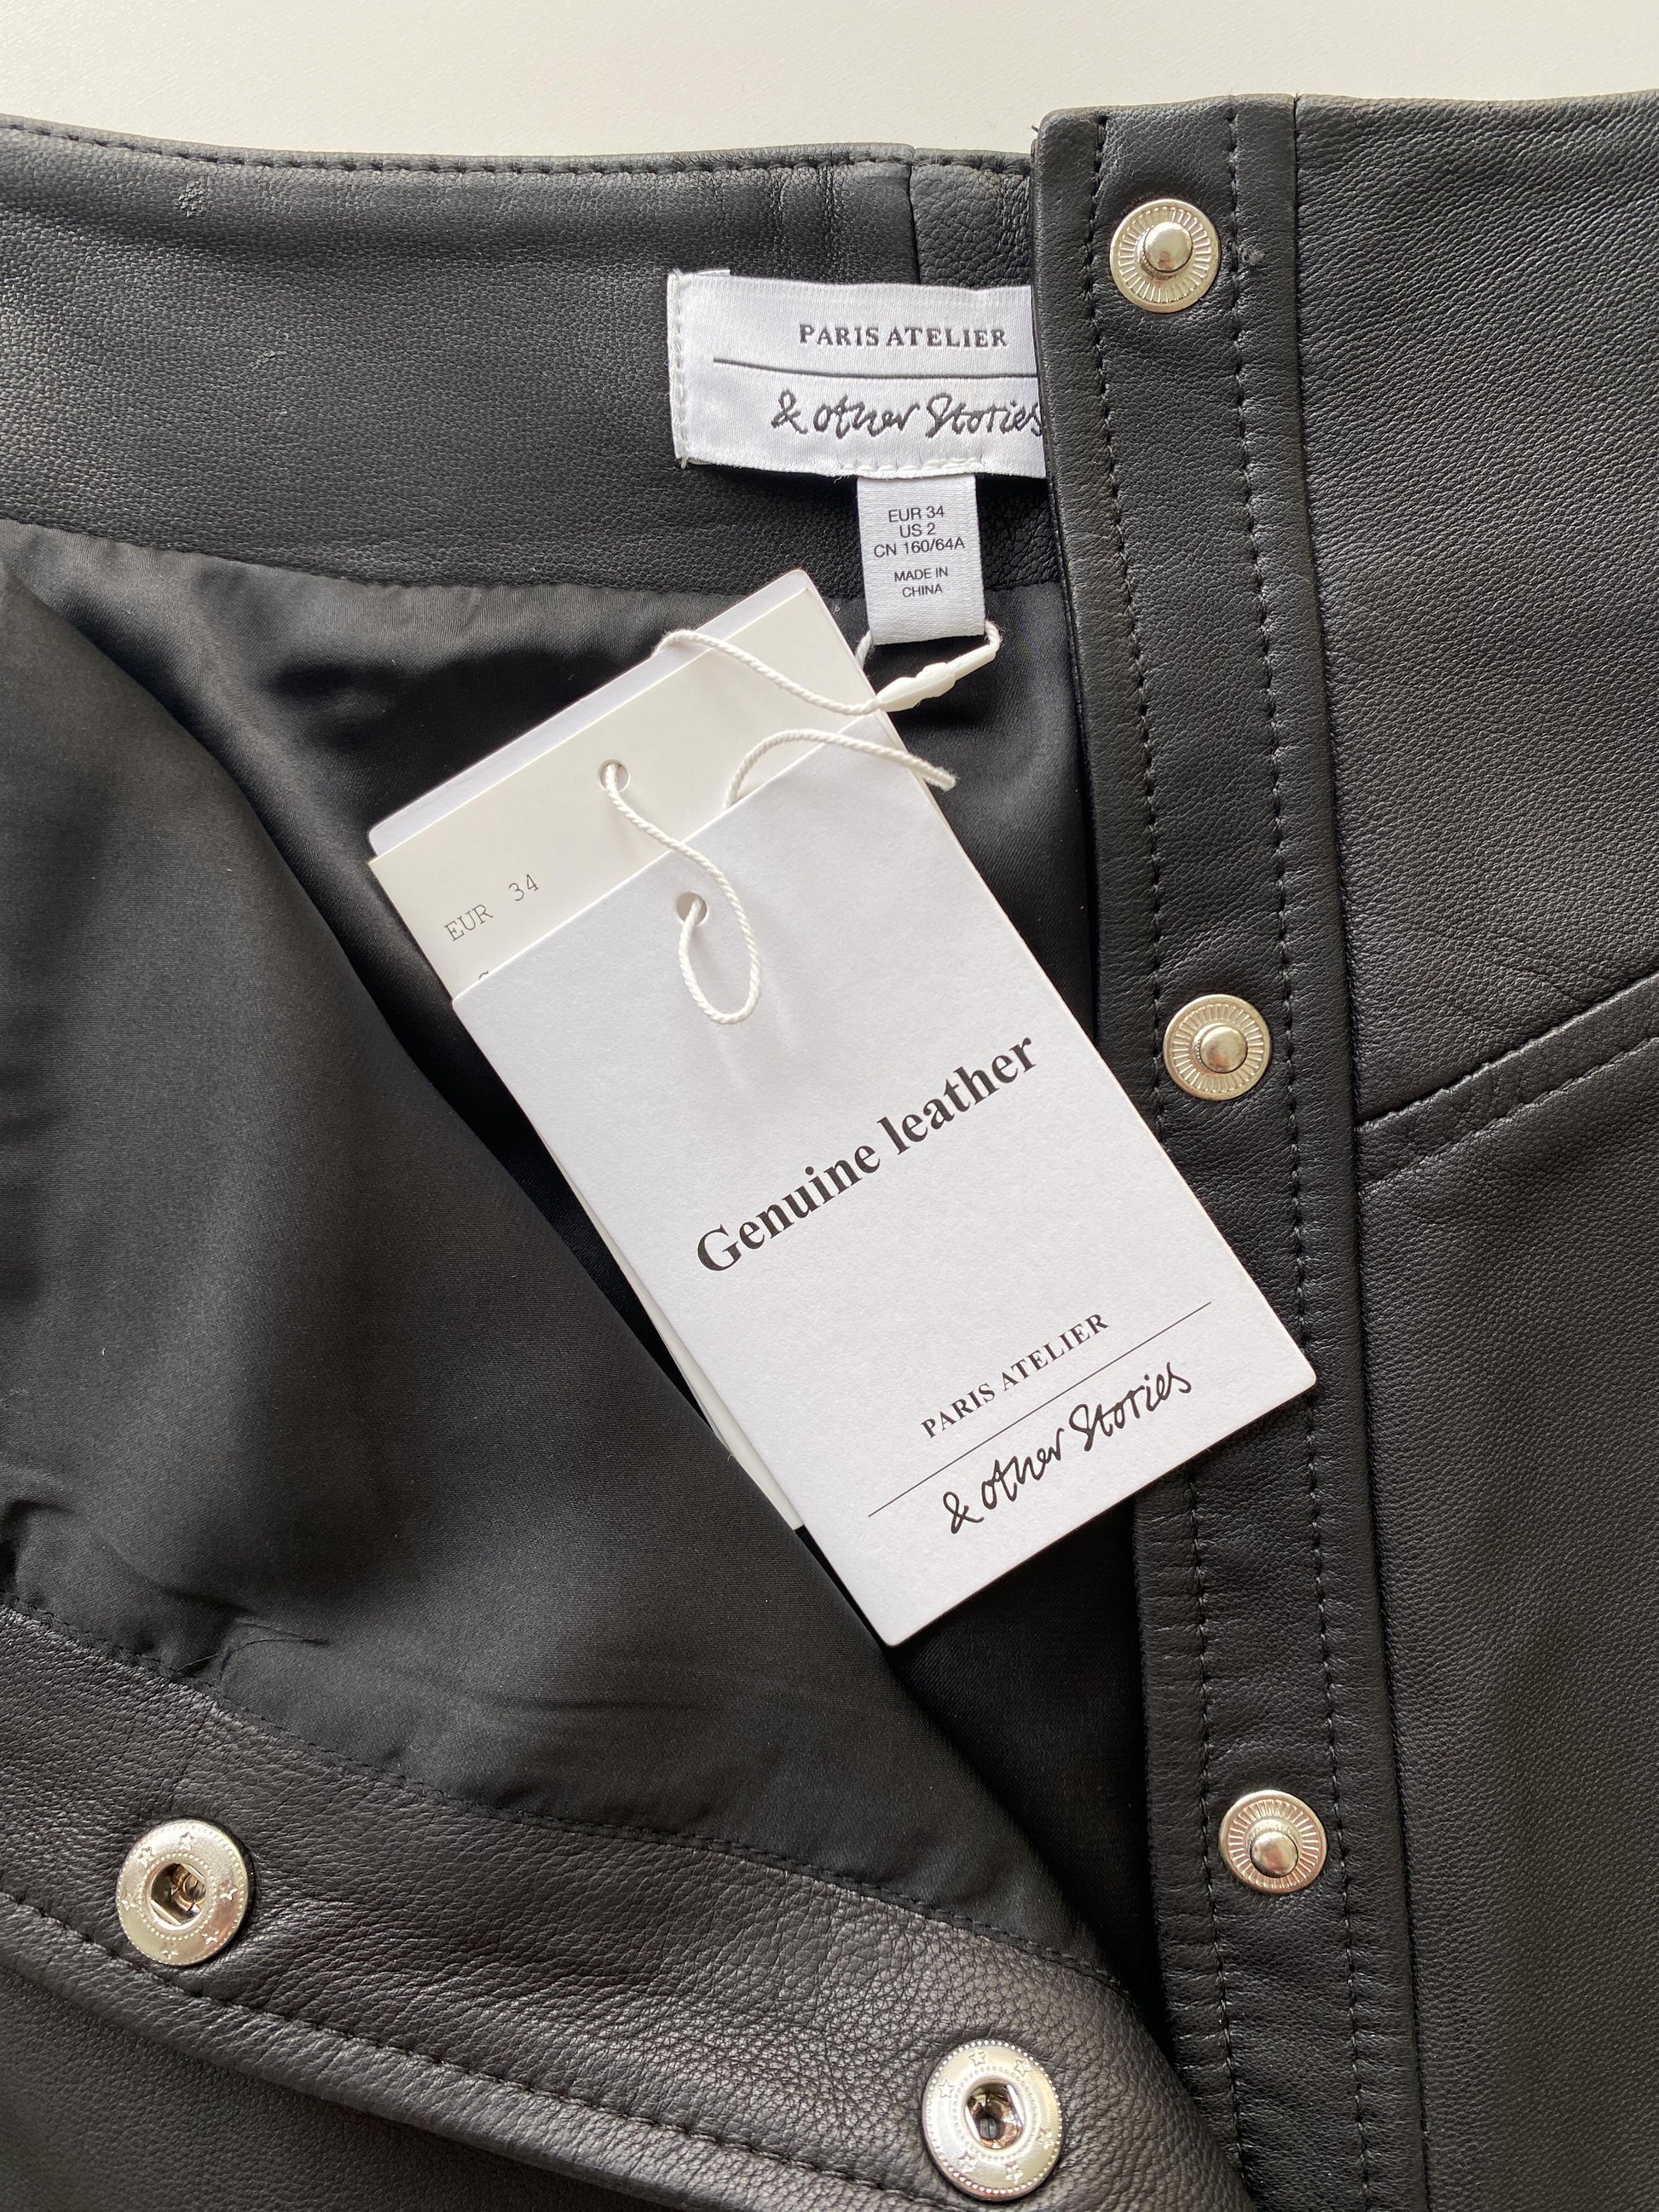 PARIS ATELIER
& other Stories
EUR 34
US 2
CN 160/64A
MADE IN
CHINA
EUR 34
Genuine leather
PARIS ATELIER
& other Stories